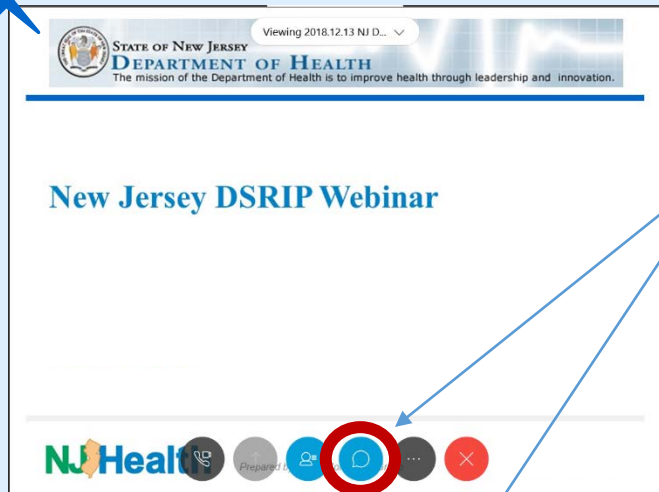 Viewing 2018.12.13 NJ D...
STATE OF NEW JERSEY
DEPARTMENT OF HEALTH
The mission of the Department of Health is to improve health through leadership and innovation.
New Jersey DSRIP Webinar
NJ Health
Prepared